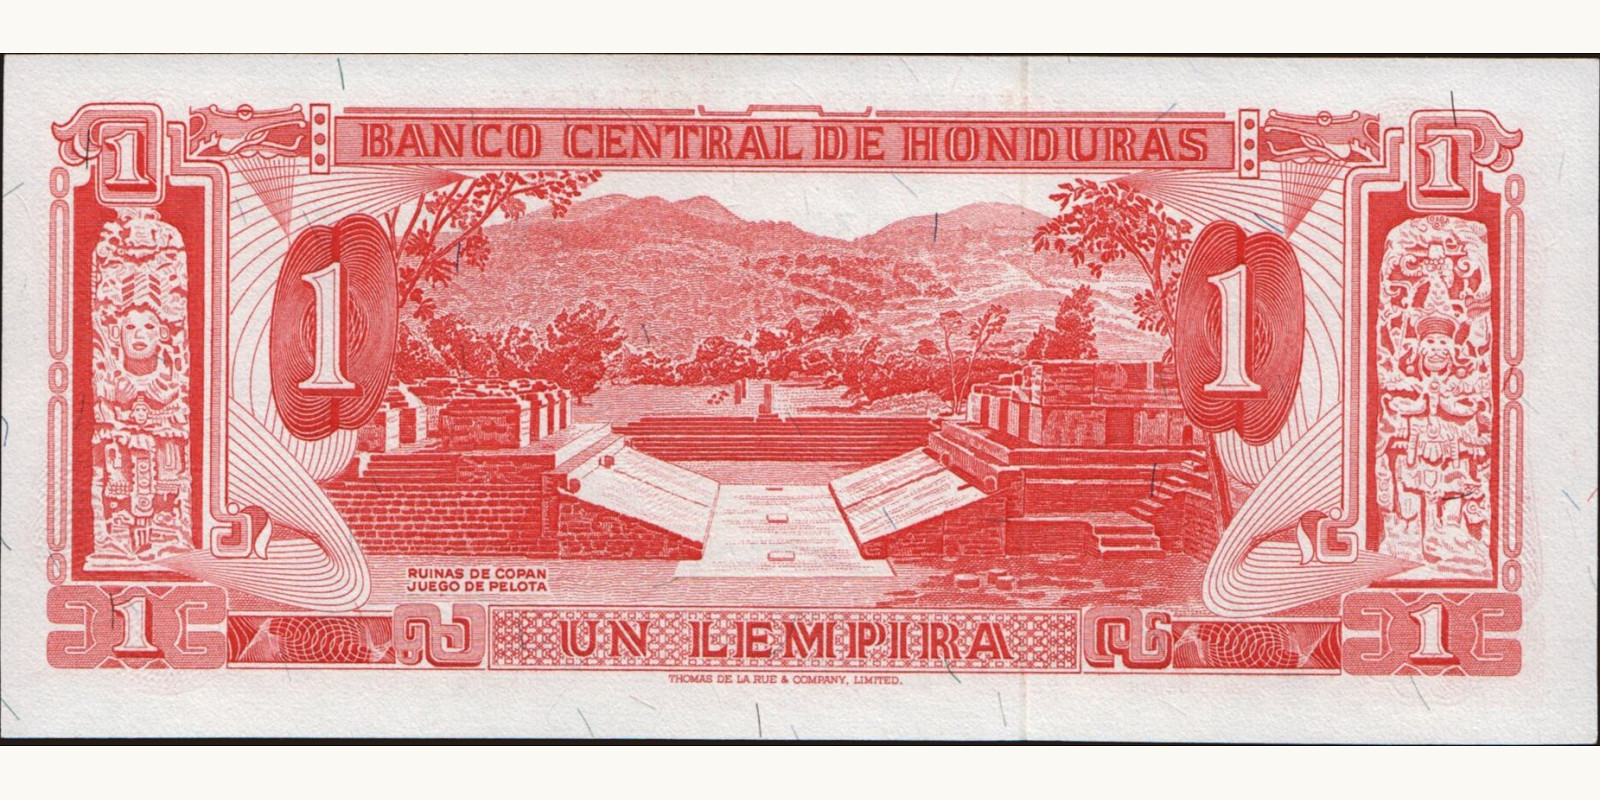 1 BANCO CENTRAL DE HONDURAS 1
1 1
RUINAS DE COPAN
JUEGO DE PELOTA
1 UN LEMPIRA 1
THOMAS DE LA RUE & COMPANY, LIMITED.